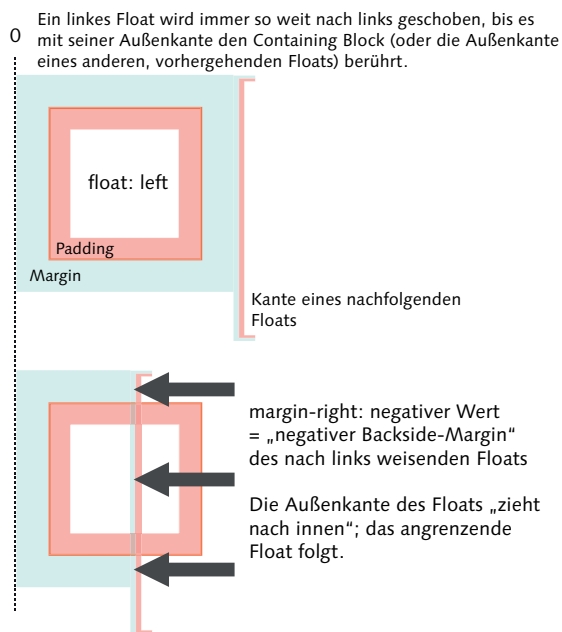 Ein linkes Float wird immer so weit nach links geschoben, bis es
mit seiner Außenkante den Containing Block (oder die Außenkante
eines anderen, vorhergehenden Floats) berührt.
0
float: left
Padding
Margin
Kante eines nachfolgenden
Floats
margin-right: negativer Wert
= „negativer Backside-Margin“
des nach links weisenden Floats
Die Außenkante des Floats „zieht
nach innen“; das angrenzende
Float folgt.